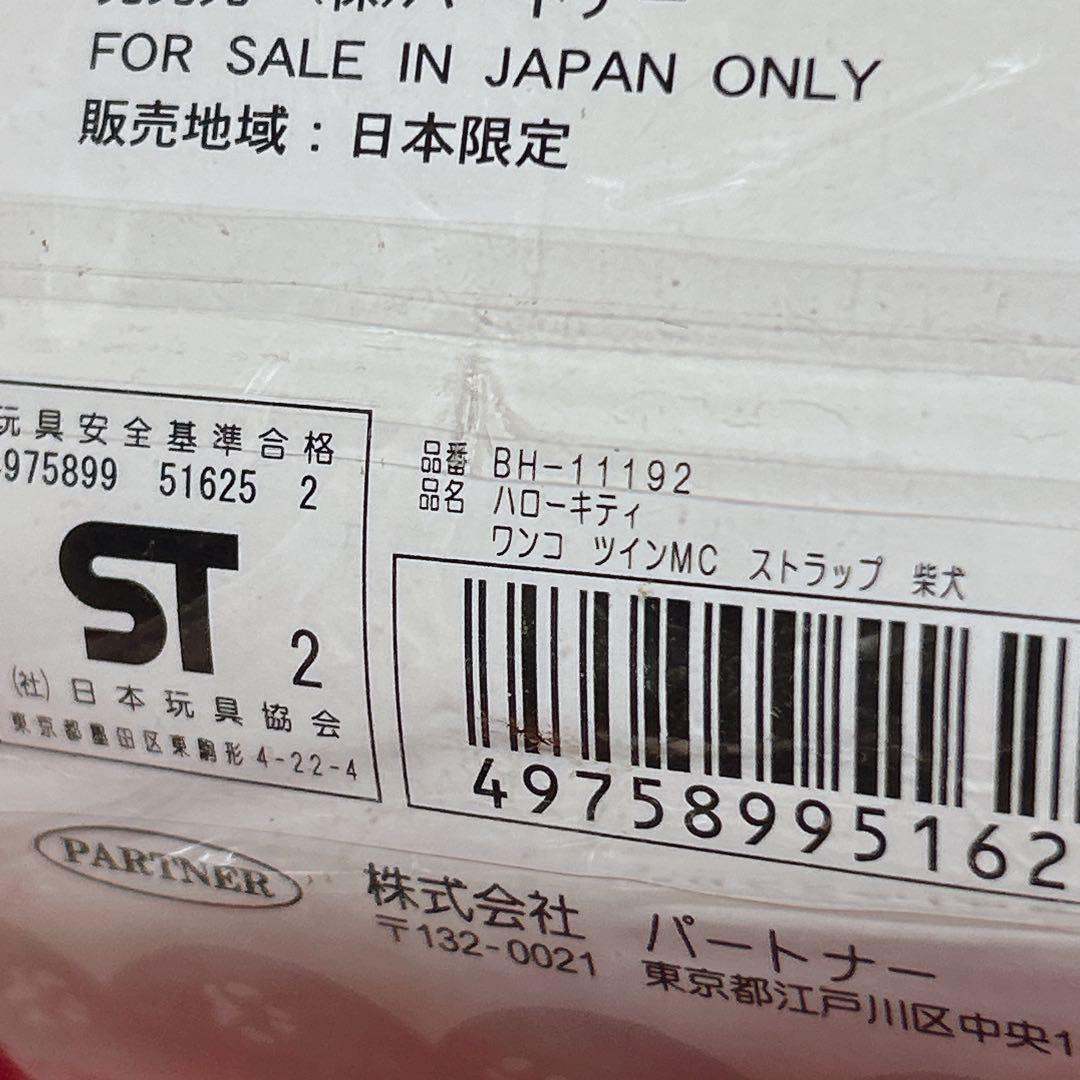 FOR SALE IN JAPAN ONLY
販売地域：日本限定
玩具安全基準合格
975899 51625 2
ST 2
(社)日本玩具協会
東京都墨田区東駒形4-22-4
品番 BH-11192
品名 ハローキティ
ワンコ ツインMC ストラップ 柴犬
49758995162
PARTNER
株式会社 パートナー
〒132-0021 東京都江戸川区中央1